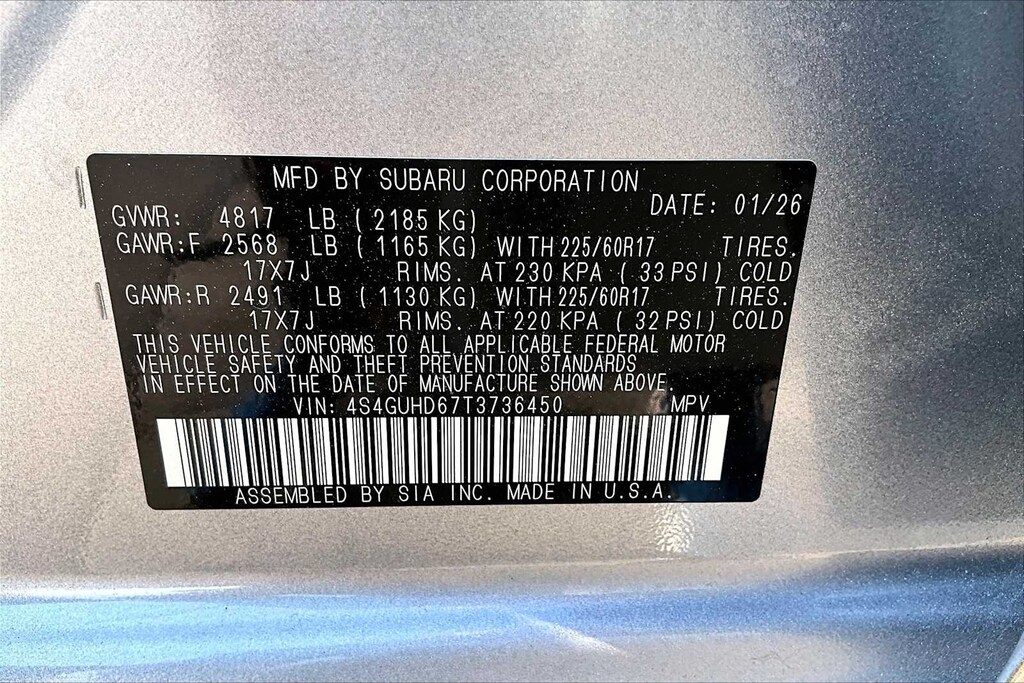 MFD BY SUBARU CORPORATION
DATE: 01/26
GVWR: 4817 LB ( 2185 KG)
GAWR:F 2568 LB ( 1165 KG) WITH 225/60R17 TIRES.
17X7J RIMS. AT 230 KPA ( 33 PSI) COLD
GAWR:R 2491 LB ( 1130 KG) WITH 225/60R17 TIRES.
17X7J RIMS. AT 220 KPA ( 32 PSI) COLD
THIS VEHICLE CONFORMS TO ALL APPLICABLE FEDERAL MOTOR
VEHICLE SAFETY AND THEFT PREVENTION STANDARDS
IN EFFECT ON THE DATE OF MANUFACTURE SHOWN ABOVE.
VIN: 4S4GUHD67T3736450 MPV
ASSEMBLED BY SIA INC. MADE IN U.S.A.